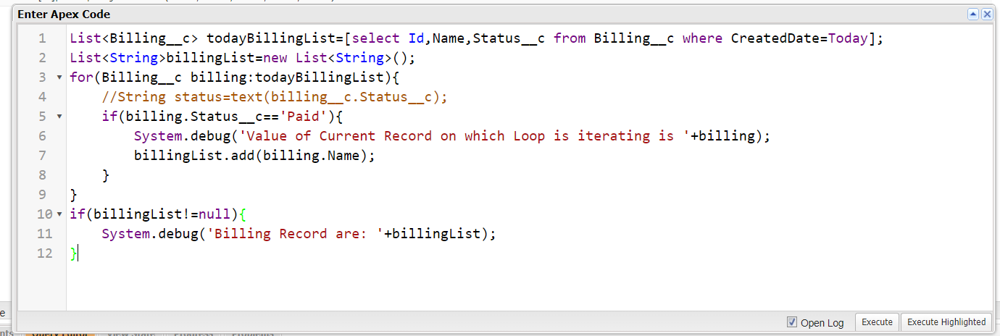 Enter Apex Code
1 List<Billing__c> todayBillingList=[select Id,Name,Status__c from Billing__c where CreatedDate=Today];
2 List<String>billingList=new List<String>();
3 for(Billing__c billing:todayBillingList){
4     //String status=text(billing__c.Status__c);
5     if(billing.Status__c=='Paid'){
6         System.debug('Value of Current Record on which Loop is iterating is '+billing);
7         billingList.add(billing.Name);
8     }
9 }
10 if(billingList!=null){
11     System.debug('Billing Record are: '+billingList);
12 }
Open Log Execute Execute Highlighted